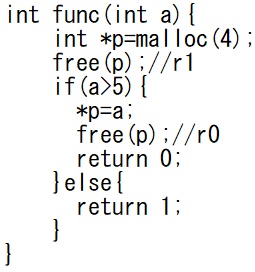 int func(int a){
    int *p=malloc(4);
    free(p);//r1
    if(a>5){
      *p=a;
      free(p);//r0
      return 0;
    }else{
      return 1;
    }
}